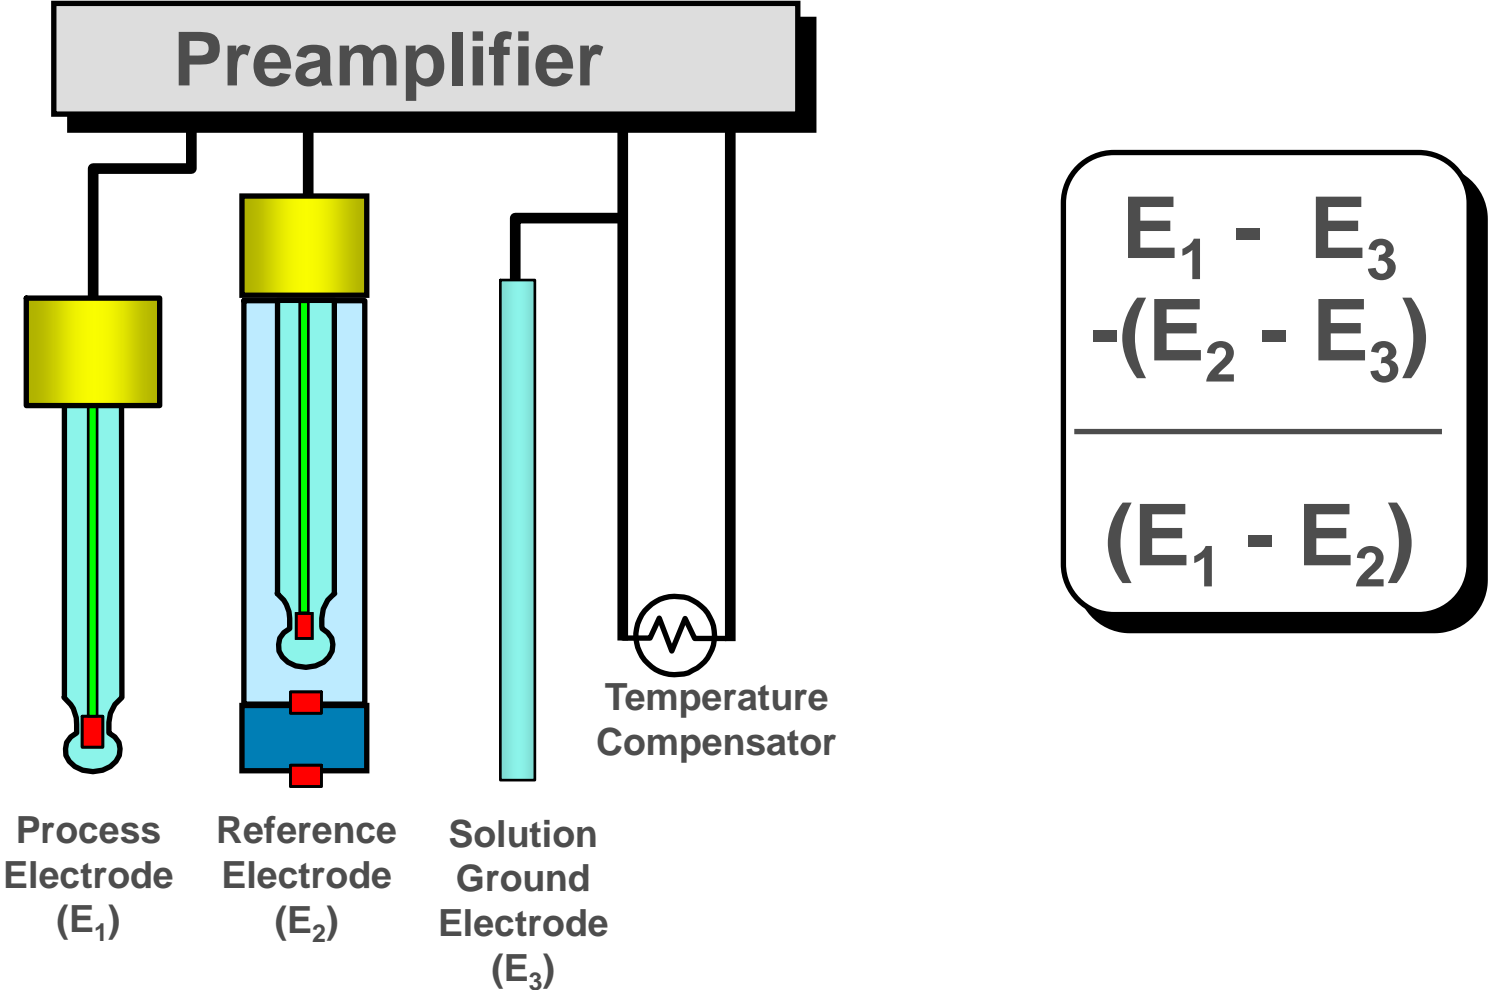 Preamplifier
E₁ - E₃
-(E₂ - E₃)
(E₁ - E₂)
Temperature
Compensator
Process
Electrode
(E₁)
Reference
Electrode
(E₂)
Solution
Ground
Electrode
(E₃)